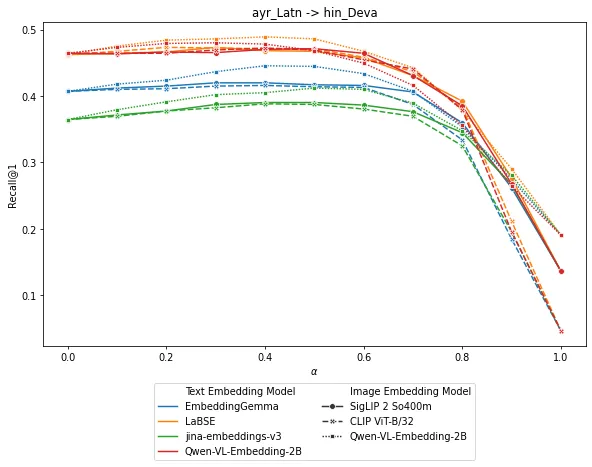 ayr_Latn -> hin_Deva
0.5
0.4
0.3
0.2
0.1
Recall@1
0.0 0.2 0.4 0.6 0.8 1.0
α
Text Embedding Model Image Embedding Model
EmbeddingGemma SigLIP 2 So400m
LaBSE CLIP ViT-B/32
jina-embeddings-v3 Qwen-VL-Embedding-2B
Qwen-VL-Embedding-2B